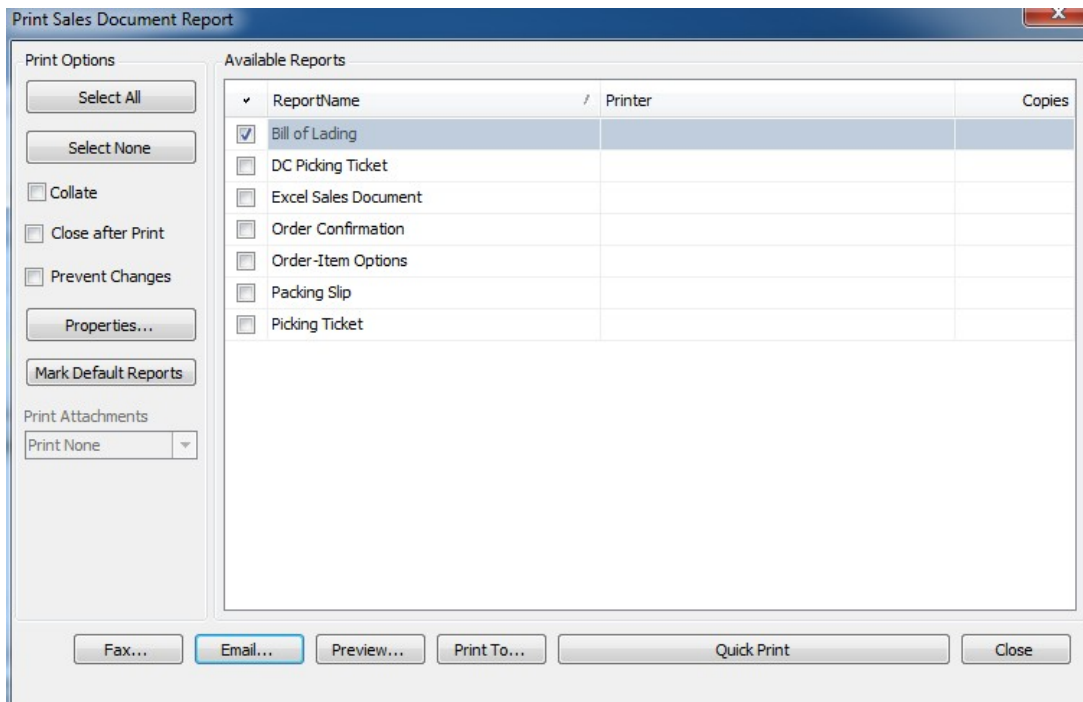 Print Sales Document Report
Print Options
Select All
Select None
Collate
Close after Print
Prevent Changes
Properties...
Mark Default Reports
Print Attachments
Print None
Available Reports
ReportName / Printer Copies
Bill of Lading
DC Picking Ticket
Excel Sales Document
Order Confirmation
Order-Item Options
Packing Slip
Picking Ticket
Fax... Email... Preview... Print To... Quick Print Close